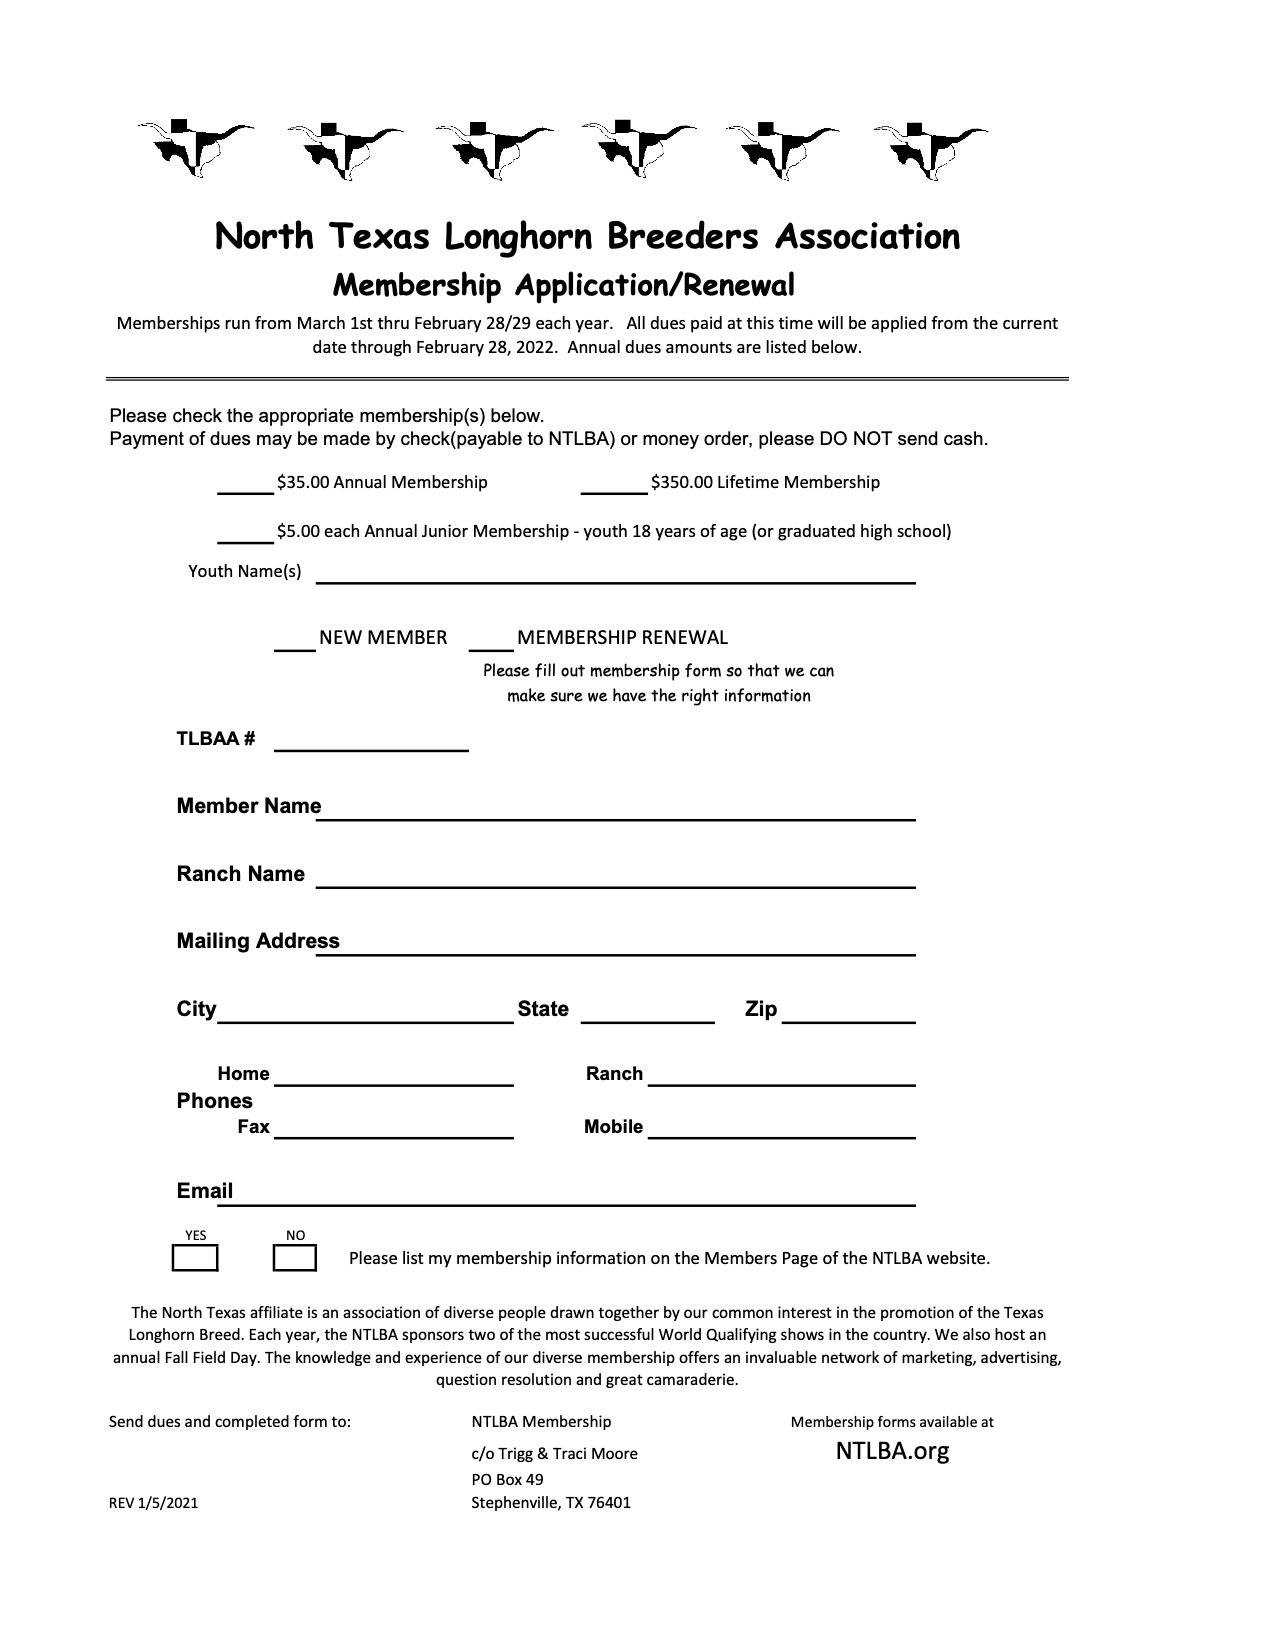 North Texas Longhorn Breeders Association
Membership Application/Renewal
Memberships run from March 1st thru February 28/29 each year.   All dues paid at this time will be applied from the current
date through February 28, 2022.  Annual dues amounts are listed below.
Please check the appropriate membership(s) below.
Payment of dues may be made by check(payable to NTLBA) or money order, please DO NOT send cash.
$35.00 Annual Membership $350.00 Lifetime Membership
$5.00 each Annual Junior Membership - youth 18 years of age (or graduated high school)
Youth Name(s)
NEW MEMBER MEMBERSHIP RENEWAL
Please fill out membership form so that we can
make sure we have the right information
TLBAA #
Member Name
Ranch Name
Mailing Address
City State Zip
Home Ranch
Phones
Fax Mobile
Email
YES NO
Please list my membership information on the Members Page of the NTLBA website.
The North Texas affiliate is an association of diverse people drawn together by our common interest in the promotion of the Texas
Longhorn Breed. Each year, the NTLBA sponsors two of the most successful World Qualifying shows in the country. We also host an
annual Fall Field Day. The knowledge and experience of our diverse membership offers an invaluable network of marketing, advertising,
question resolution and great camaraderie.
Send dues and completed form to: NTLBA Membership Membership forms available at
c/o Trigg & Traci Moore NTLBA.org
PO Box 49
REV 1/5/2021 Stephenville, TX 76401